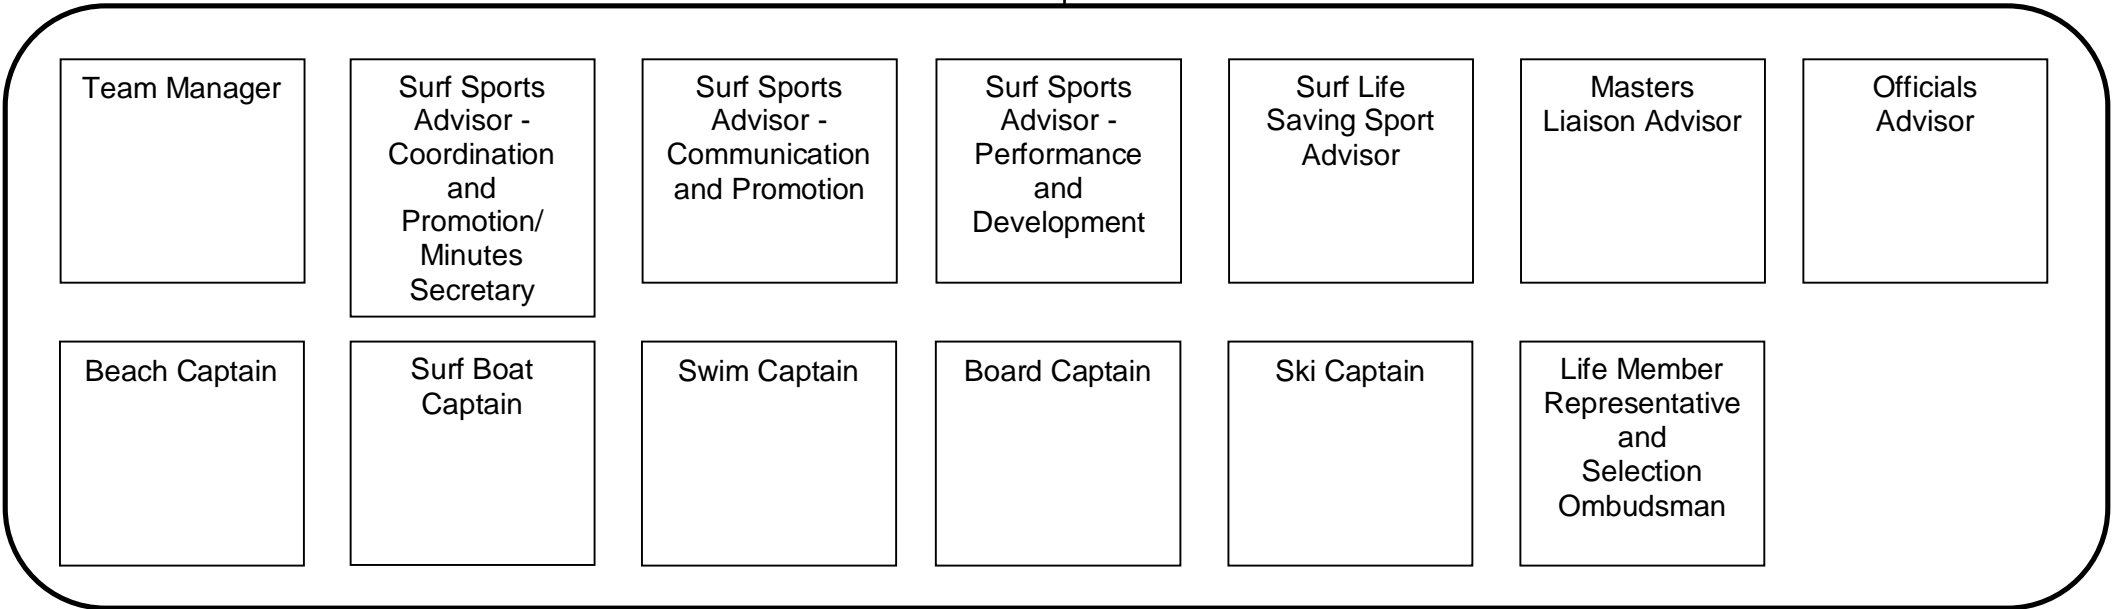 Team Manager
Surf Sports
Advisor -
Coordination
and
Promotion/
Minutes
Secretary
Surf Sports
Advisor -
Communication
and Promotion
Surf Sports
Advisor -
Performance
and
Development
Surf Life
Saving Sport
Advisor
Masters
Liaison Advisor
Officials
Advisor
Beach Captain
Surf Boat
Captain
Swim Captain
Board Captain
Ski Captain
Life Member
Representative
and
Selection
Ombudsman